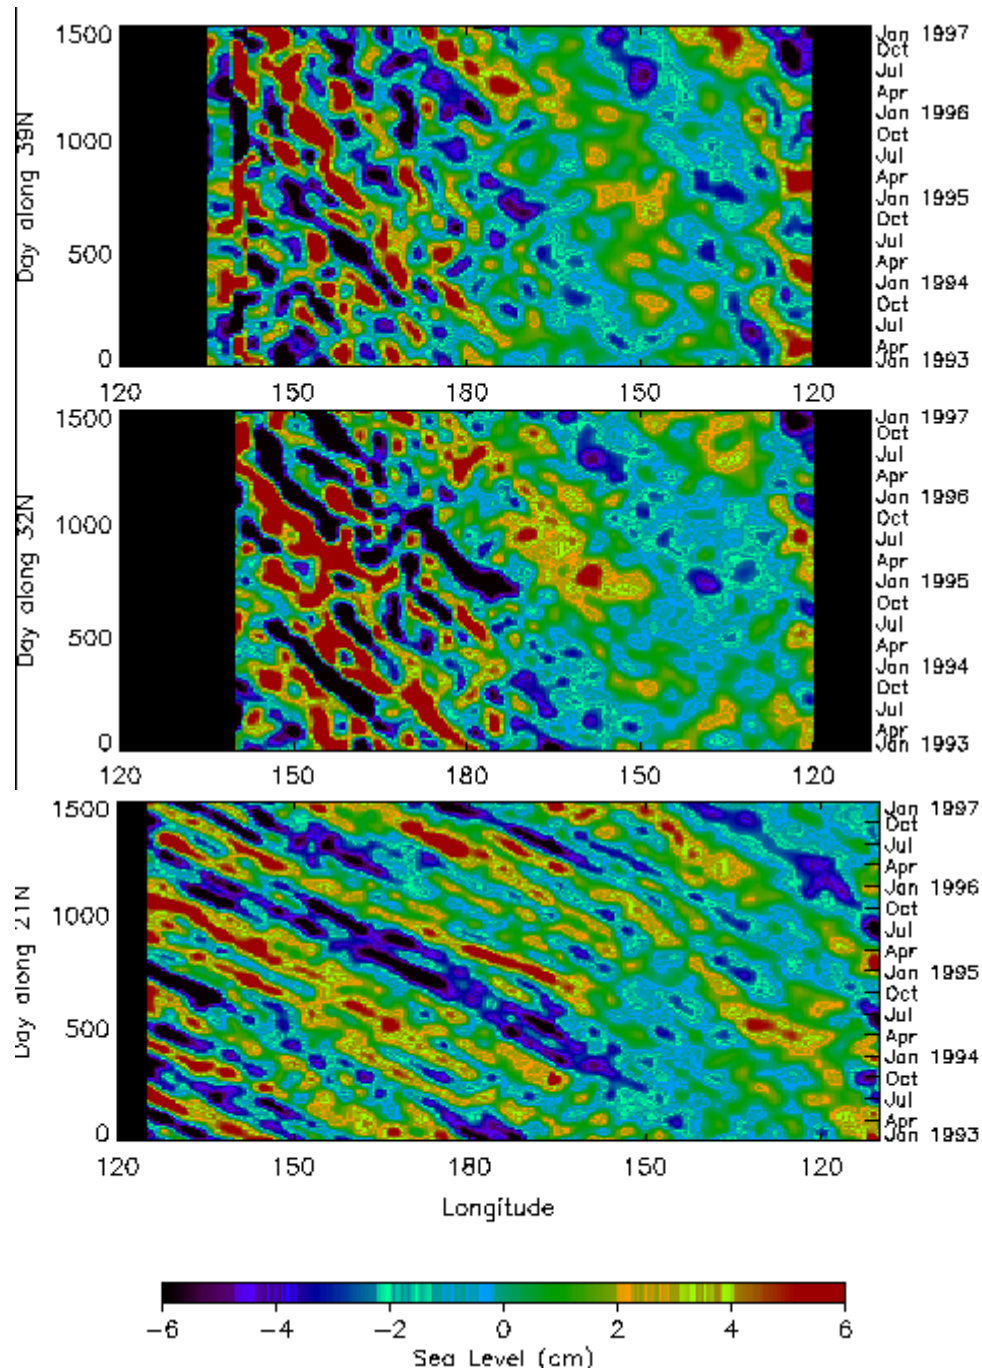 Day along 39N
1500
1000
500
0
Jan 1997
Oct
Jul
Apr
Jan 1996
Oct
Jul
Apr
Jan 1995
Oct
Jul
Apr
Jan 1994
Oct
Jul
Apr
Jan 1993
120 150 180 150 120
Day along 32N
1500
1000
500
0
Jan 1997
Oct
Jul
Apr
Jan 1996
Oct
Jul
Apr
Jan 1995
Oct
Jul
Apr
Jan 1994
Oct
Jul
Apr
Jan 1993
120 150 180 150 120
Day along 21N
1500
1000
500
0
Jan 1997
Oct
Jul
Apr
Jan 1996
Oct
Jul
Apr
Jan 1995
Oct
Jul
Apr
Jan 1994
Oct
Jul
Apr
Jan 1993
120 150 180 150 120
Longitude
−6 −4 −2 0 2 4 6
Sea Level (cm)